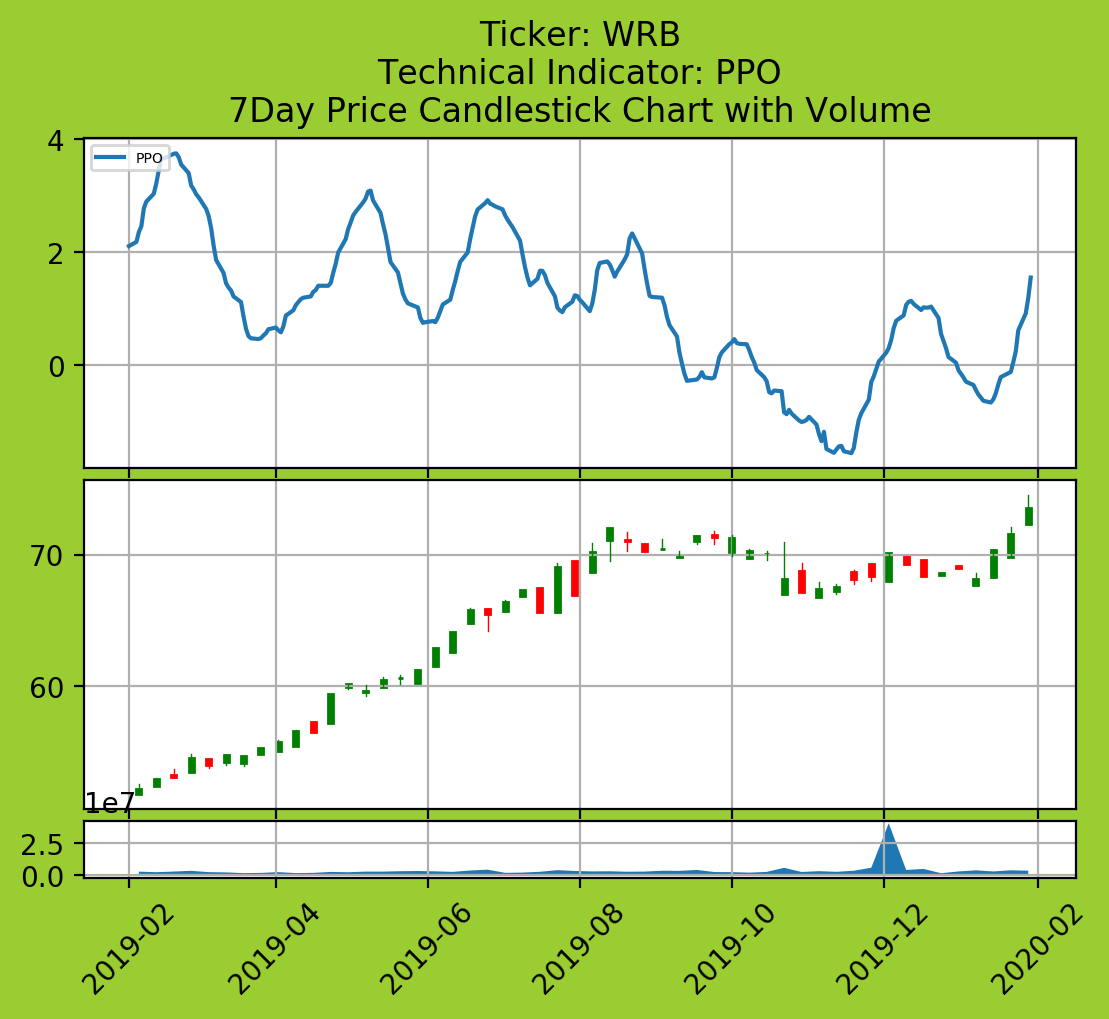 Ticker: WRB
Technical Indicator: PPO
7Day Price Candlestick Chart with Volume
4
PPO
2
0
70
60
1e7
2.5
0.0
2019-02
2019-04
2019-06
2019-08
2019-10
2019-12
2020-02